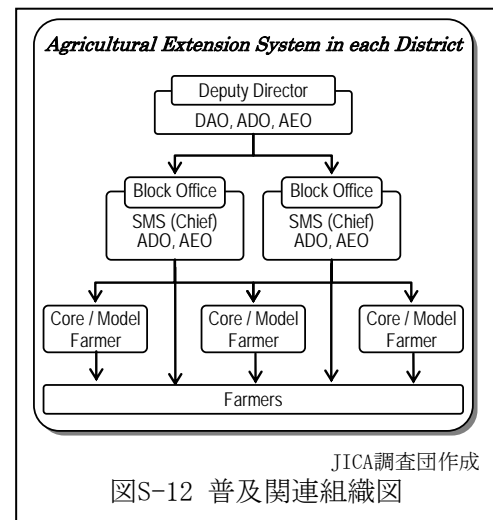 Agricultural Extension System in each District
Deputy Director
DAO, ADO, AEO
Block Office
SMS (Chief)
ADO, AEO
Block Office
SMS (Chief)
ADO, AEO
Core / Model
Farmer
Core / Model
Farmer
Core / Model
Farmer
Farmers
JICA調査団作成
図S-12 普及関連組織図